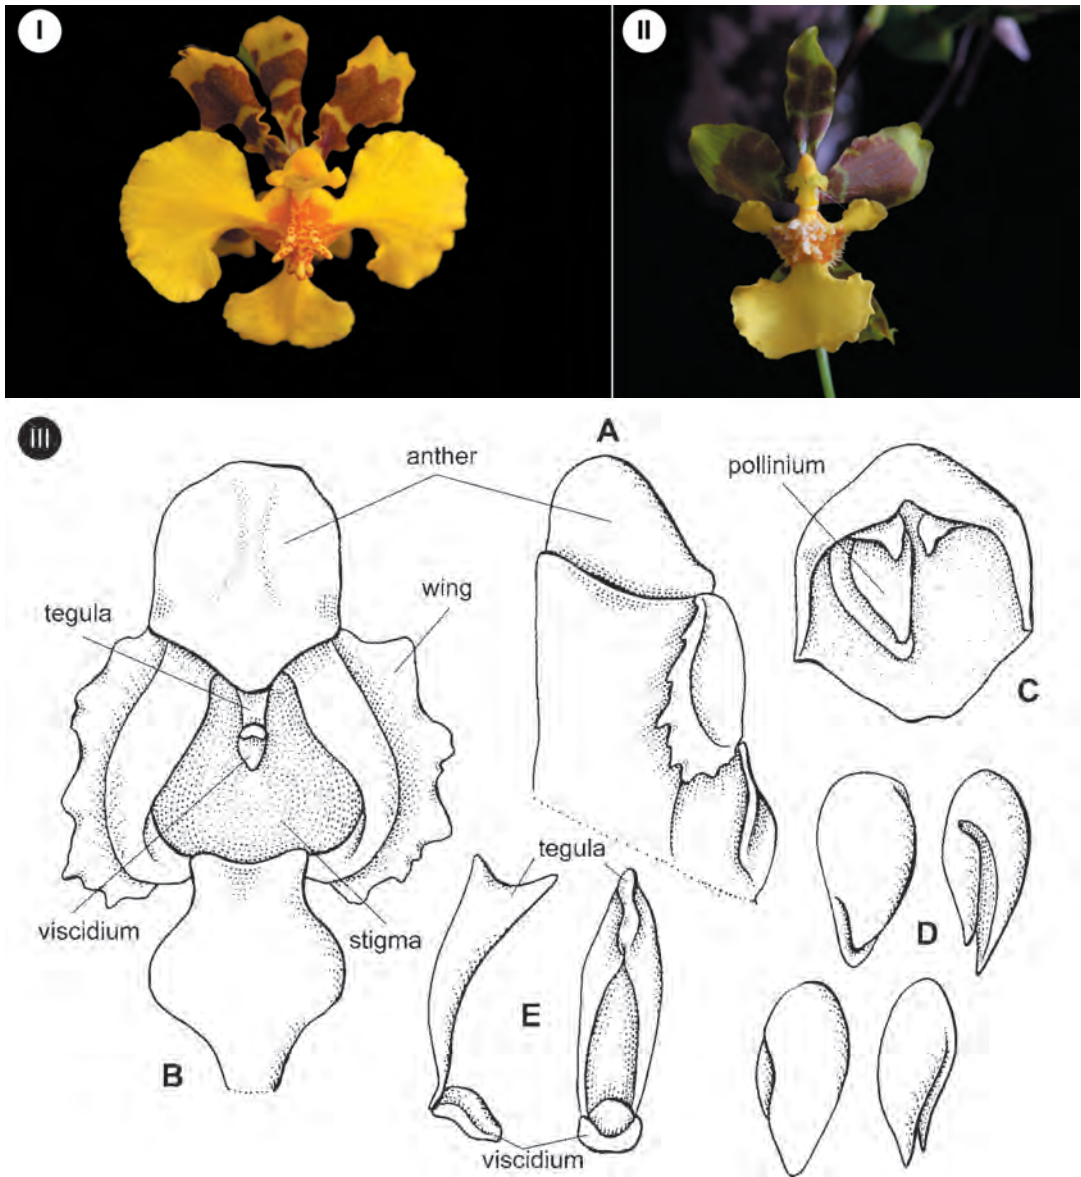 I
II
III
A
anther
pollinium
wing
tegula
C
tegula
viscidium
stigma
D
E
B
viscidium